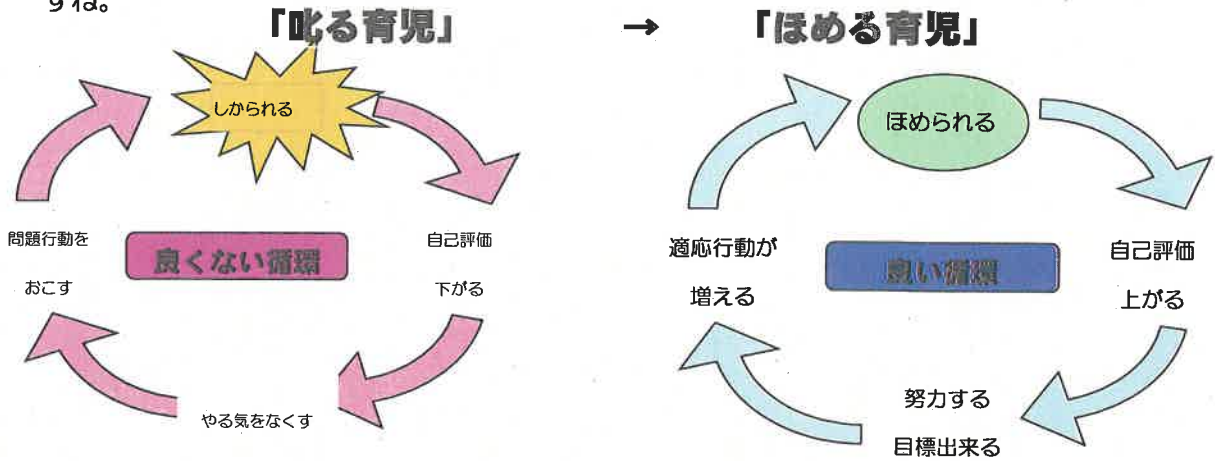 すね。
「叱る育児」 → 「ほめる育児」
しかられる
自己評価
下がる
やる気をなくす
問題行動を
おこす
良くない循環
ほめられる
自己評価
上がる
努力する
目標出来る
適応行動が
増える
良い循環